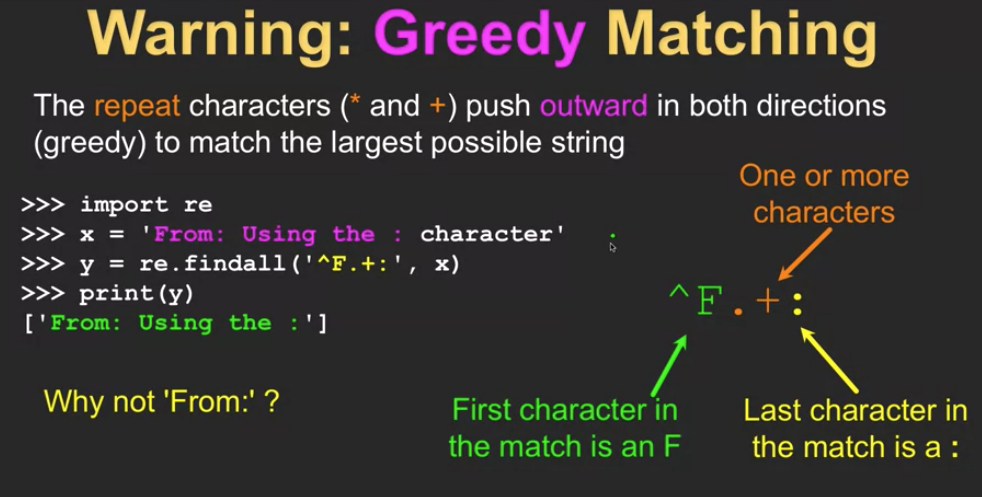 Warning: Greedy Matching
The repeat characters (* and +) push outward in both directions
(greedy) to match the largest possible string
>>> import re
>>> x = 'From: Using the : character'
>>> y = re.findall('^F.+:', x)
>>> print(y)
['From: Using the :']
Why not 'From:' ?
One or more
characters
^F.+:
First character in
the match is an F
Last character in
the match is a :